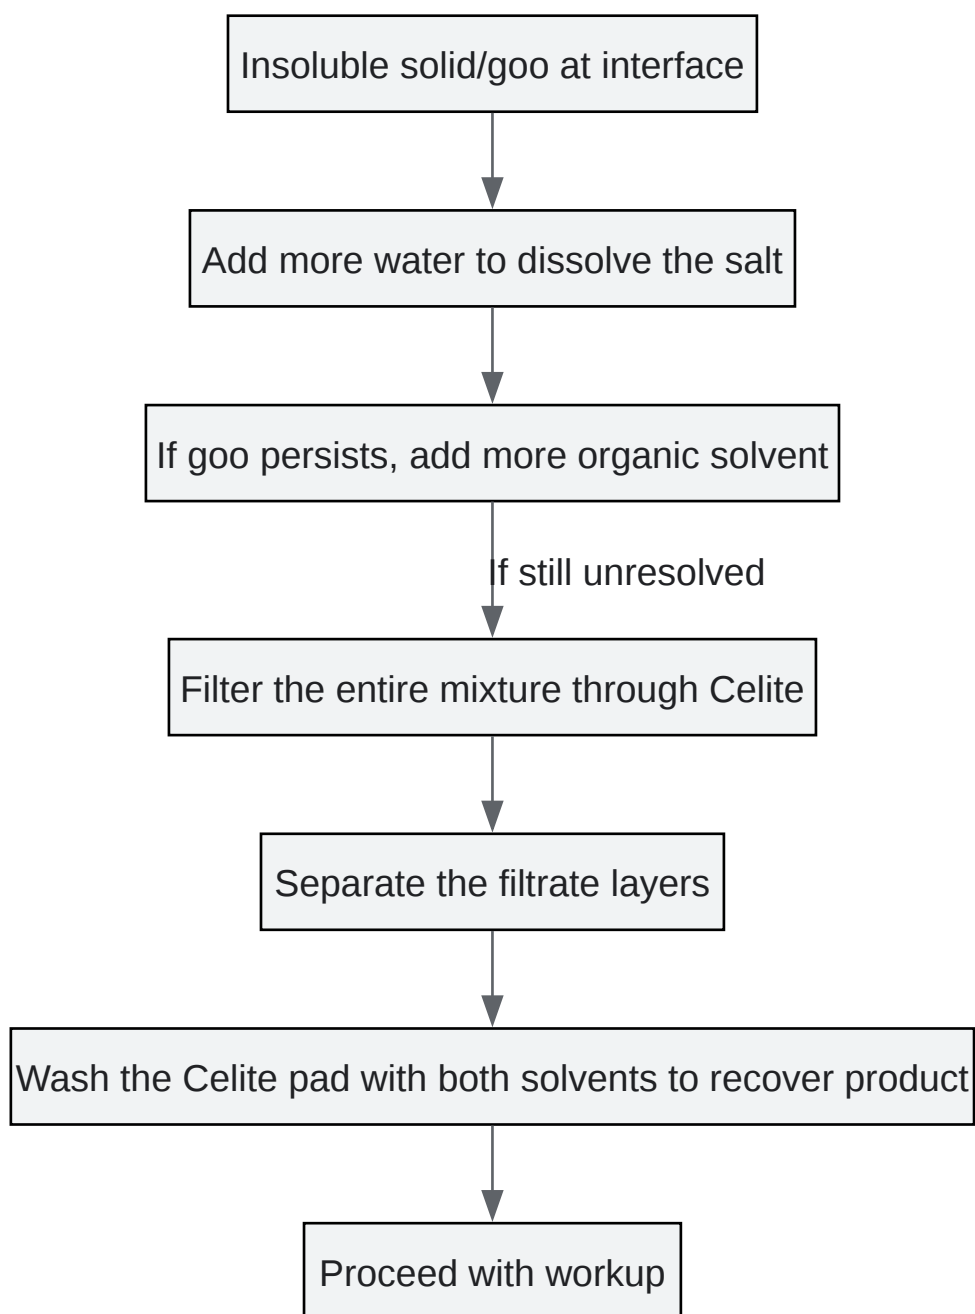 Insoluble solid/goo at interface
Add more water to dissolve the salt
If goo persists, add more organic solvent
If still unresolved
Filter the entire mixture through Celite
Separate the filtrate layers
Wash the Celite pad with both solvents to recover product
Proceed with workup